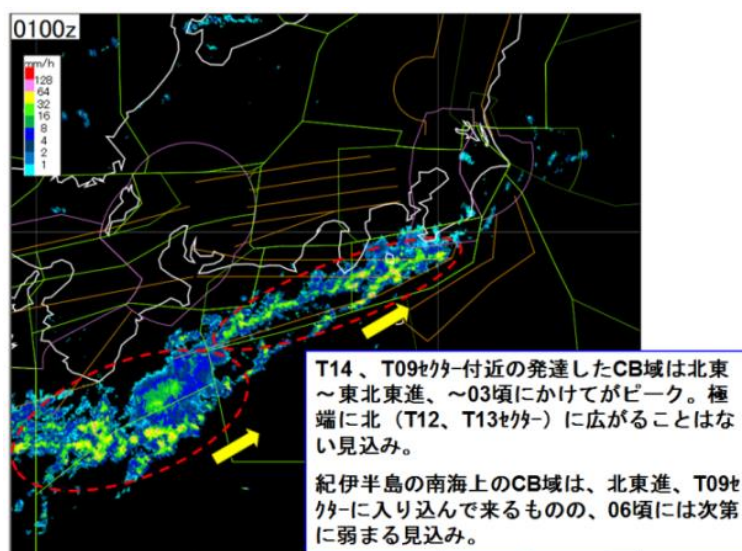 0100z
mm/h
128
64
32
16
8
4
2
1
T14 、T09ｾｸﾀｰ付近の発達したCB域は北東
～東北東進、～03頃にかけてがピーク。極
端に北（T12、T13ｾｸﾀｰ）に広がることはな
い見込み。
紀伊半島の南海上のCB域は、北東進、T09ｾ
ｸﾀｰに入り込んで来るものの、06頃には次第
に弱まる見込み。